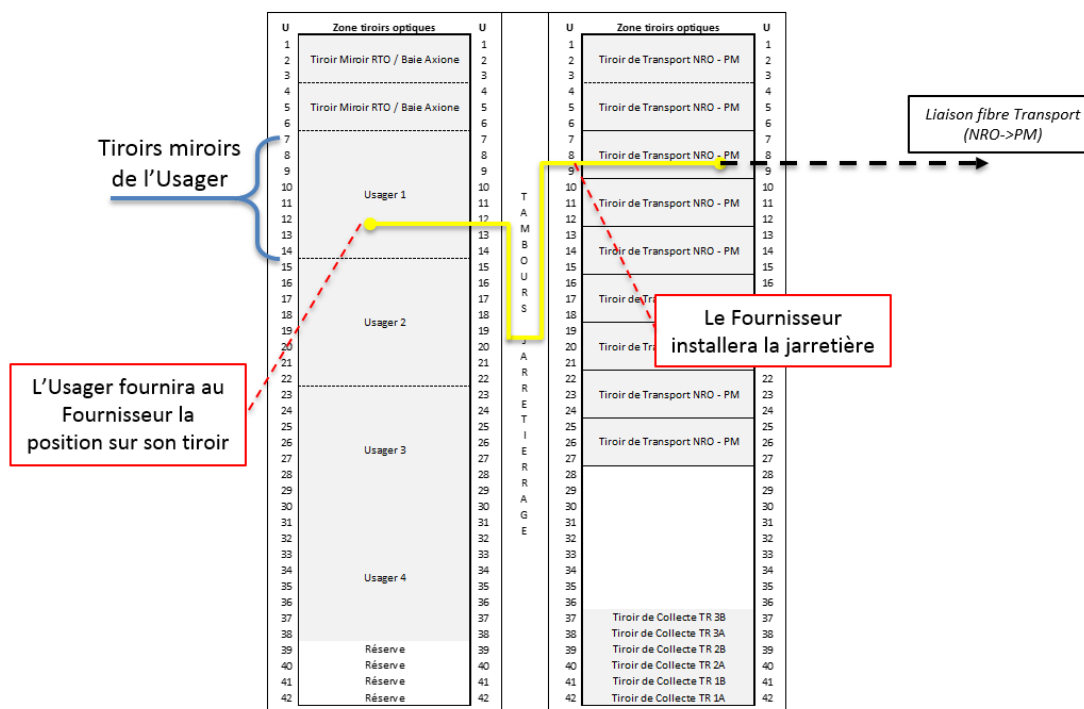 U Zone tiroirs optiques U
1 1
2 Tiroir Miroir RTO / Baie Axione 2
3 3
4 4
5 Tiroir Miroir RTO / Baie Axione 5
6 6
7 7
8 8
9 9
10 10
11 Usager 1 11
12 12
13 13
14 14
15 15
16 16
17 17
18 18
19 Usager 2 19
20 20
21 21
22 22
23 23
24 24
25 25
26 26
27 Usager 3 27
28 28
29 29
30 30
31 31
32 32
33 33
34 Usager 4 34
35 35
36 36
37 37
38 38
39 Réserve 39
40 Réserve 40
41 Réserve 41
42 Réserve 42
Tiroirs miroirs
de l’Usager
L’Usager fournira au
Fournisseur la
position sur son tiroir
TAMBOURS JARRETIERRAGE
U Zone tiroirs optiques U
1 1
2 Tiroir de Transport NRO - PM 2
3 3
4 4
5 Tiroir de Transport NRO - PM 5
6 6
7 7
8 Tiroir de Transport NRO - PM 8
9 9
10 10
11 Tiroir de Transport NRO - PM 11
12 12
13 13
14 Tiroir de Transport NRO - PM 14
15 15
16 16
17 Tiroir de
18
19
20 Tiroir de
21
22 22
23 Tiroir de Transport NRO - PM 23
24 24
25 25
26 Tiroir de Transport NRO - PM 26
27 27
28 28
29 29
30 30
31 31
32 32
33 33
34 34
35 35
36 36
37 Tiroir de Collecte TR 3B 37
38 Tiroir de Collecte TR 3A 38
39 Tiroir de Collecte TR 2B 39
40 Tiroir de Collecte TR 2A 40
41 Tiroir de Collecte TR 1B 41
42 Tiroir de Collecte TR 1A 42
Le Fournisseur
installera la jarretière
Liaison fibre Transport
(NRO->PM)